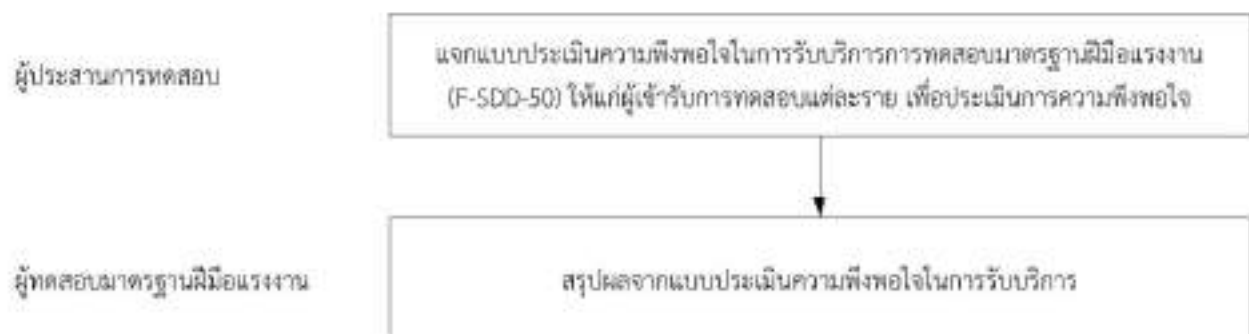 ผู้ประสานการทดสอบ
แจกแบบประเมินความพึงพอใจในการรับบริการการทดสอบมาตรฐานฝีมือแรงงาน
(F-SDD-50) ให้แก่ผู้เข้ารับการทดสอบแต่ละราย เพื่อประเมินการความพึงพอใจ
ผู้ทดสอบมาตรฐานฝีมือแรงงาน
สรุปผลจากแบบประเมินความพึงพอใจในการรับบริการ